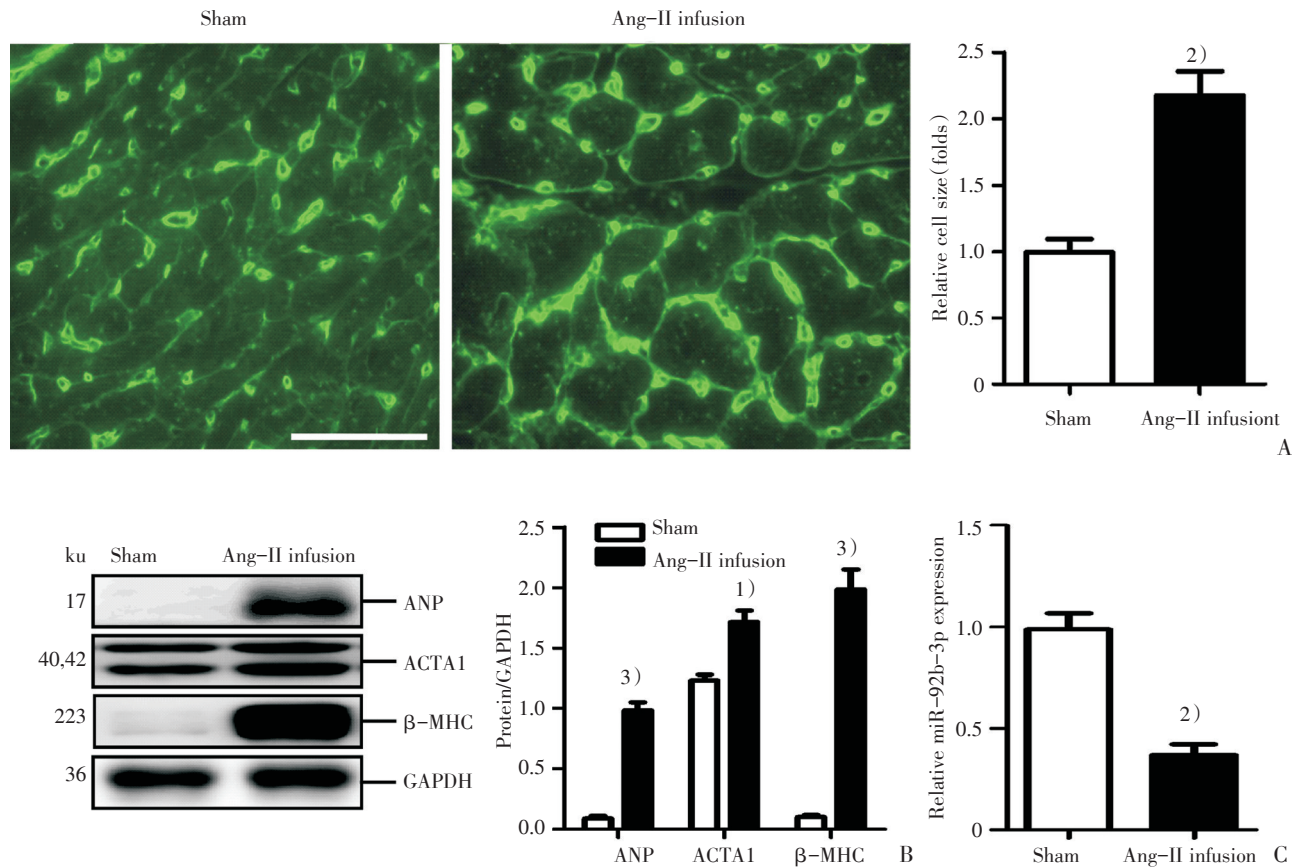 Sham
Ang-II infusion
2.5
2.0
1.5
1.0
0.5
0
Relative cell size(folds)
2)
Sham
Ang-II infusiont
A
ku
Sham
Ang-II infusion
17
ANP
40,42
ACTA1
223
β-MHC
36
GAPDH
2.5
2.0
1.5
1.0
0.5
0.0
Protein/GAPDH
Sham
Ang-II infusion
3)
1)
3)
ANP
ACTA1
β-MHC
B
1.5
1.0
0.5
0
Relative miR-92b-3p expression
2)
Sham
Ang-II infusion
C